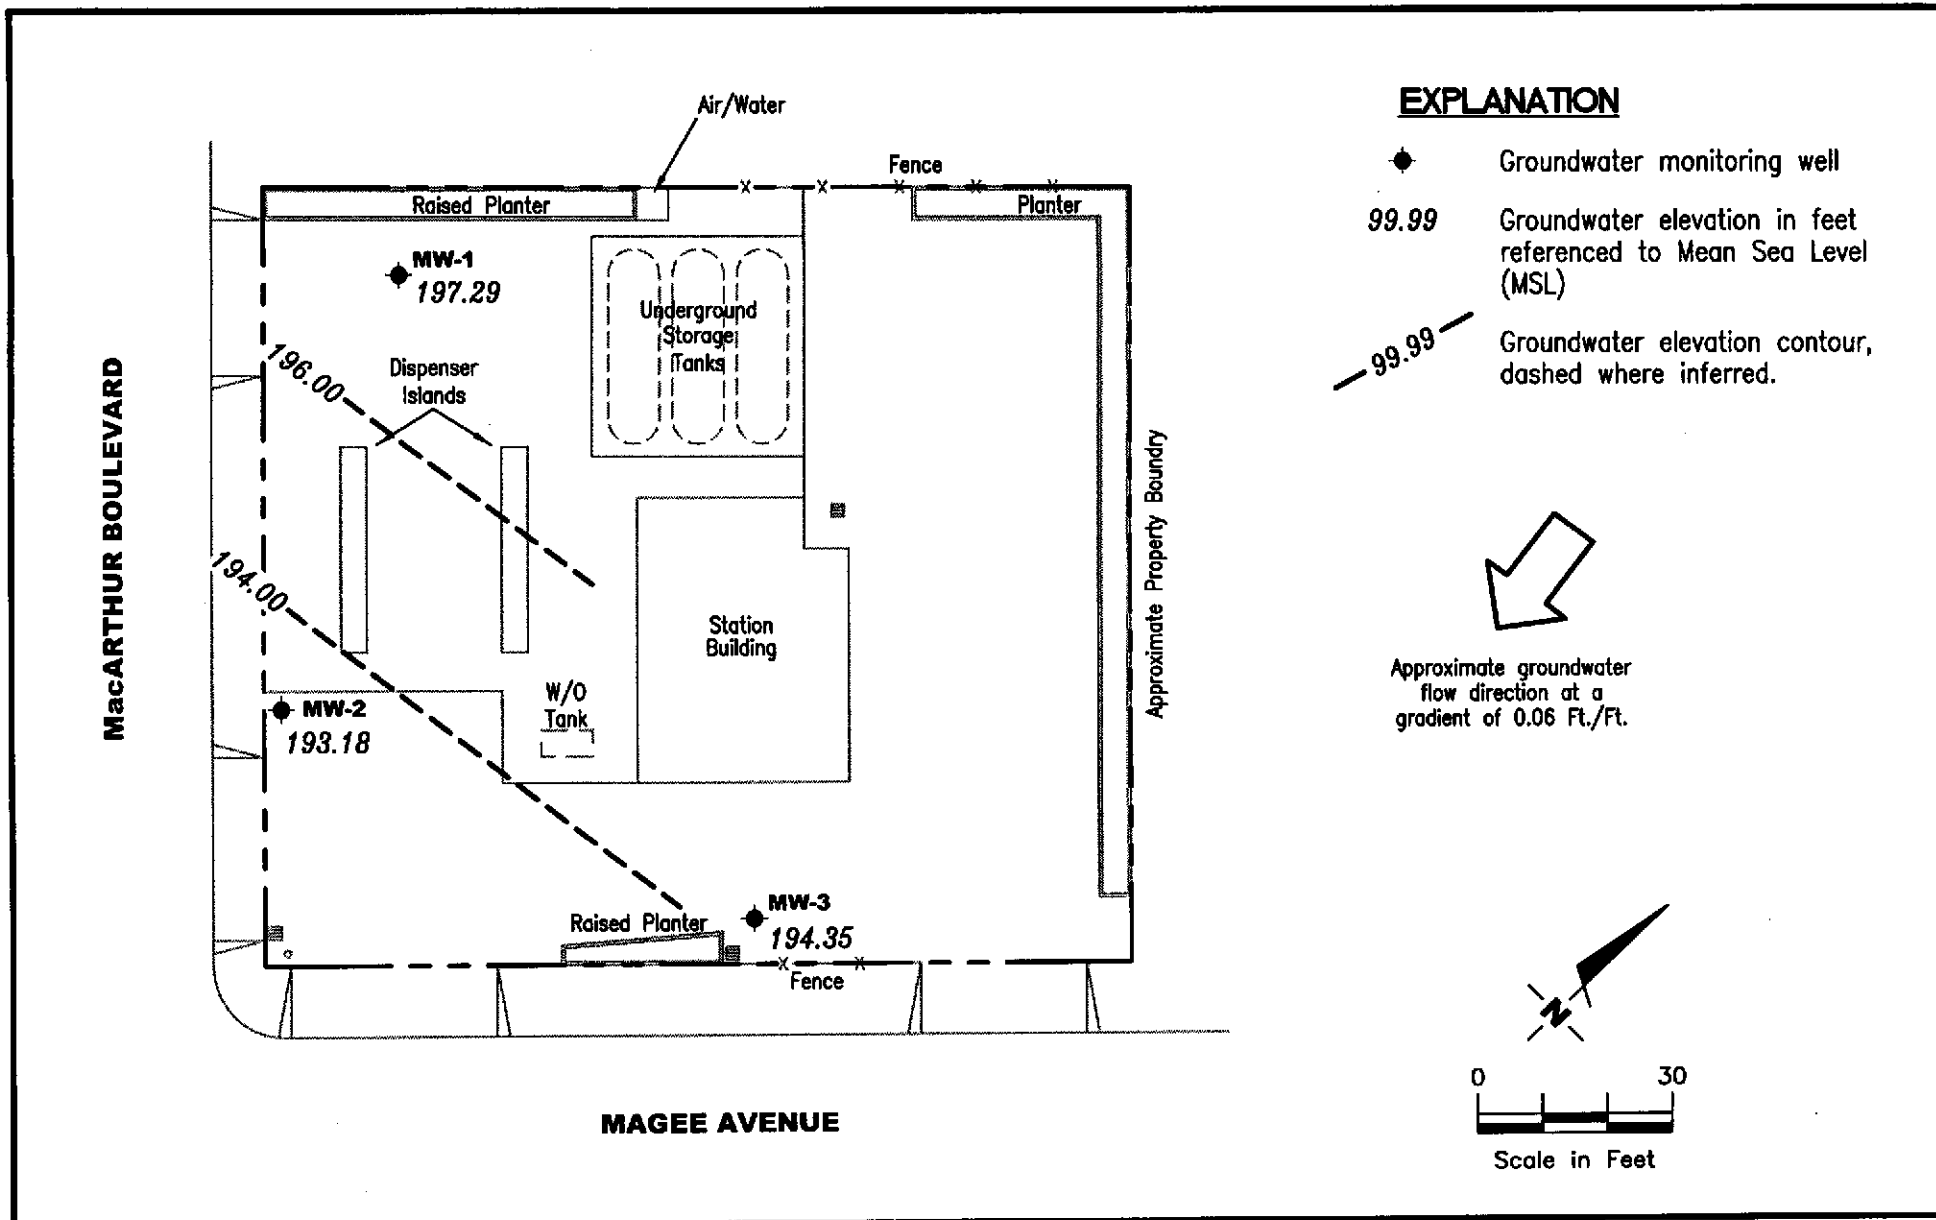 Air/Water
Fence
Raised Planter
Planter
MW-1
197.29
Underground
Storage
Tanks
196.00
Dispenser
Islands
194.00
MacARTHUR BOULEVARD
Approximate Property Boundry
Station
Building
W/O
Tank
MW-2
193.18
MW-3
194.35
Raised Planter
Fence
MAGEE AVENUE
EXPLANATION
Groundwater monitoring well
99.99
Groundwater elevation in feet
referenced to Mean Sea Level
(MSL)
99.99
Groundwater elevation contour,
dashed where inferred.
Approximate groundwater
flow direction at a
gradient of 0.06 Ft./Ft.
N
0 30
Scale in Feet